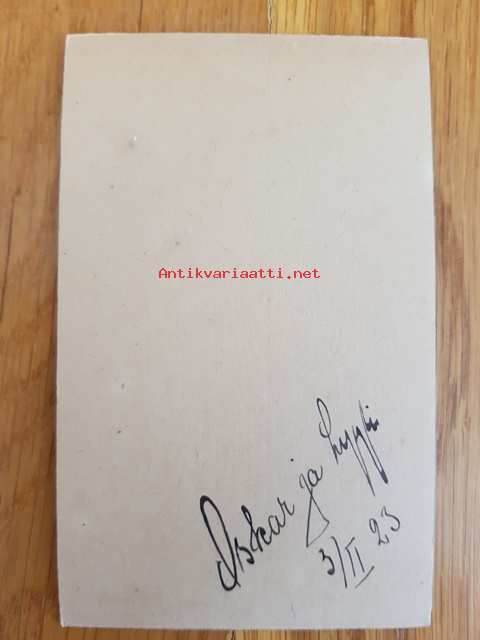 Antikvariaatti.net
Oskar ja
3/II 23